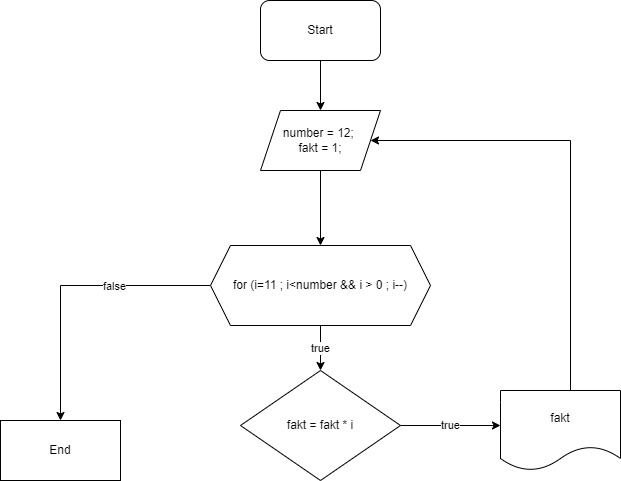 Start
number = 12;
fakt = 1;
for (i=11 ; i<number && i > 0 ; i--)
false
true
fakt = fakt * i
true
fakt
End